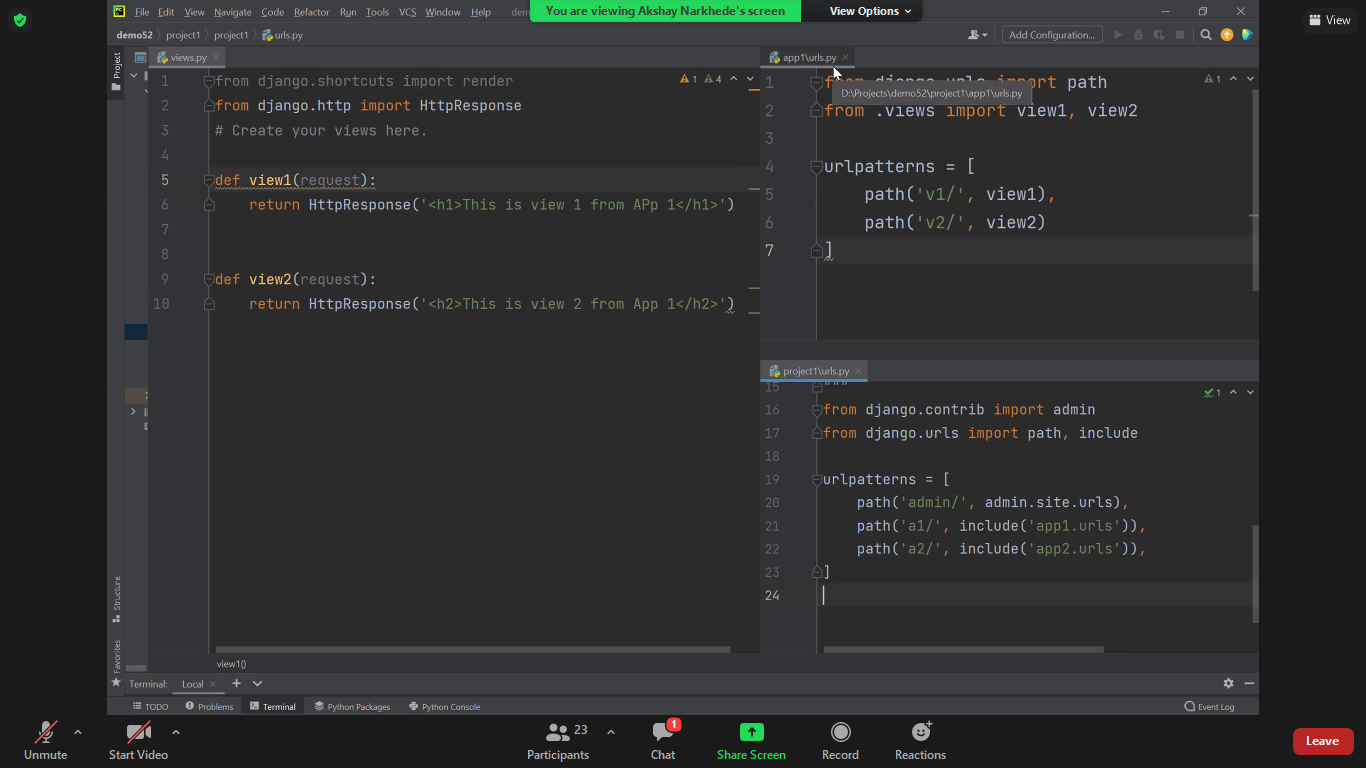 File Edit View Navigate Code Refactor Run Tools VCS Window Help
You are viewing Akshay Narkhede's screen
View Options
View
demo52 project1 project1 urls.py
Add Configuration...
Project
views.py
1 from django.shortcuts import render
2 from django.http import HttpResponse
3 # Create your views here.
4
5 def view1(request):
6 return HttpResponse('<h1>This is view 1 from APp 1</h1>')
7
8
9 def view2(request):
10 return HttpResponse('<h2>This is view 2 from App 1</h2>')
1 4
app1\urls.py
1 from django.urls import path
D:\Projects\demo52\project1\app1\urls.py
2 from .views import view1, view2
3
4 urlpatterns = [
5 path('v1/', view1),
6 path('v2/', view2)
7 ]
1
project1\urls.py
15 """
16 from django.contrib import admin
17 from django.urls import path, include
18
19 urlpatterns = [
20 path('admin/', admin.site.urls),
21 path('a1/', include('app1.urls')),
22 path('a2/', include('app2.urls')),
23 ]
24
1
Structure
Favorites
view1()
Terminal: Local
TODO Problems Terminal Python Packages Python Console Event Log
Unmute Start Video 23 Participants 1 Chat Share Screen Record Reactions Leave